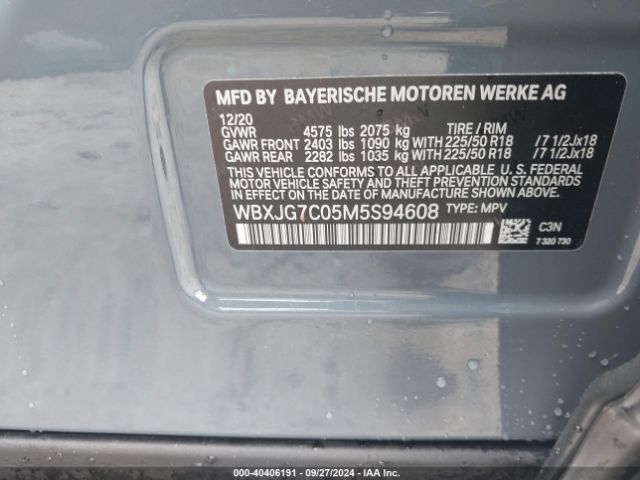 MFD BY BAYERISCHE MOTOREN WERKE AG
12/20
GVWR 4575 lbs 2075 kg TIRE / RIM
GAWR FRONT 2403 lbs 1090 kg WITH 225/50 R18 /7 1/2Jx18
GAWR REAR 2282 lbs 1035 kg WITH 225/50 R18 /7 1/2Jx18
THIS VEHICLE CONFORMS TO ALL APPLICABLE U. S. FEDERAL
MOTOR VEHICLE SAFETY, BUMPER, AND THEFT PREVENTION
STANDARDS IN EFFECT ON THE DATE OF MANUFACTURE
SHOWN ABOVE.
WBXJG7C05M5S94608 TYPE: MPV
C3N
7 320 730
000-40406191 - 09/27/2024 - IAA Inc.